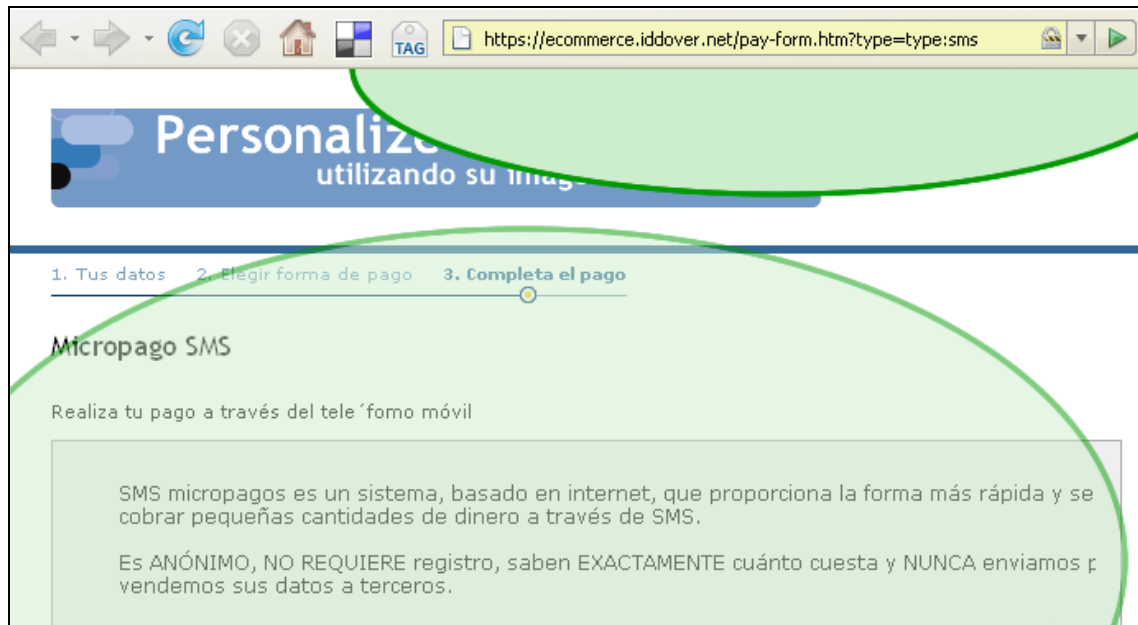 TAG
https://ecommerce.iddover.net/pay-form.htm?type=type:sms
Personalize
utilizando su
1. Tus datos 2. Elegir forma de pago 3. Completa el pago
Micropago SMS
Realiza tu pago a través del tele´fomo móvil
SMS micropagos es un sistema, basado en internet, que proporciona la forma más rápida y se
cobrar pequeñas cantidades de dinero a través de SMS.
Es ANÓNIMO, NO REQUIERE registro, saben EXACTAMENTE cuánto cuesta y NUNCA enviamos p
vendemos sus datos a terceros.